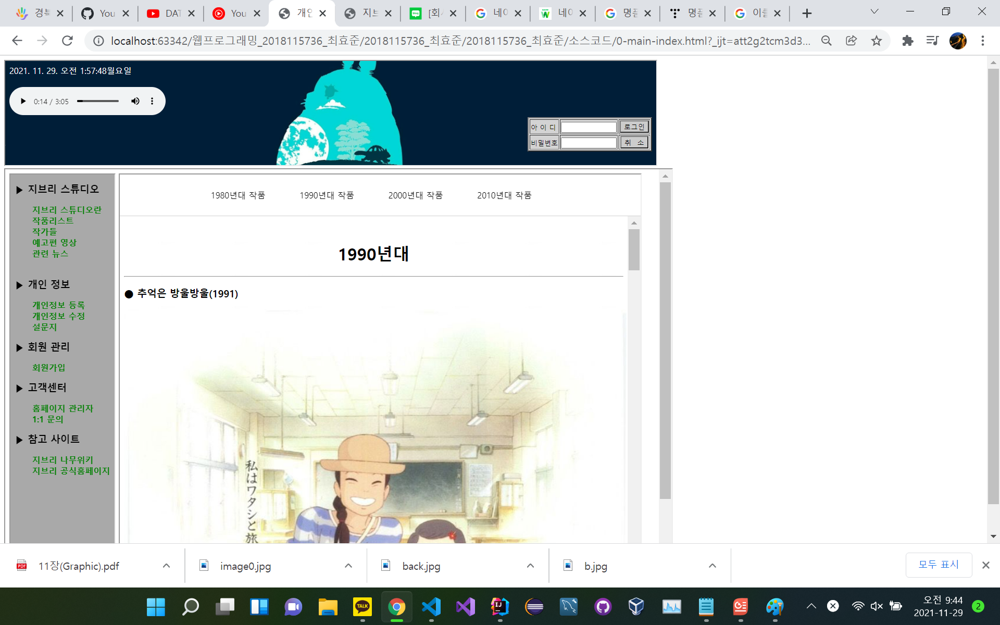 경북
You
DAT
You
개인
지브
[회사
네이
네이
명품
명품
이클
localhost:63342/웹프로그래밍_2018115736_최효준/2018115736_최효준/2018115736_최효준/소스코드/0-main-index.html?_ijt=att2g2tcm3d3...
2021. 11. 29. 오전 1:57:48월요일
0:14 / 3:05
아 이 디
로그인
비밀번호
취 소
▶ 지브리 스튜디오
지브리 스튜디오란
작품리스트
작가들
예고편 영상
관련 뉴스
▶ 개인 정보
개인정보 등록
개인정보 수정
설문지
▶ 회원 관리
회원가입
▶ 고객센터
홈페이지 관리자
1:1 문의
▶ 참고 사이트
지브리 나무위키
지브리 공식홈페이지
1980년대 작품 1990년대 작품 2000년대 작품 2010년대 작품
1990년대
● 추억은 방울방울(1991)
私はワタシと旅
11장(Graphic).pdf
image0.jpg
back.jpg
b.jpg
모두 표시
TALK
IJ
오전 9:44
2021-11-29
2